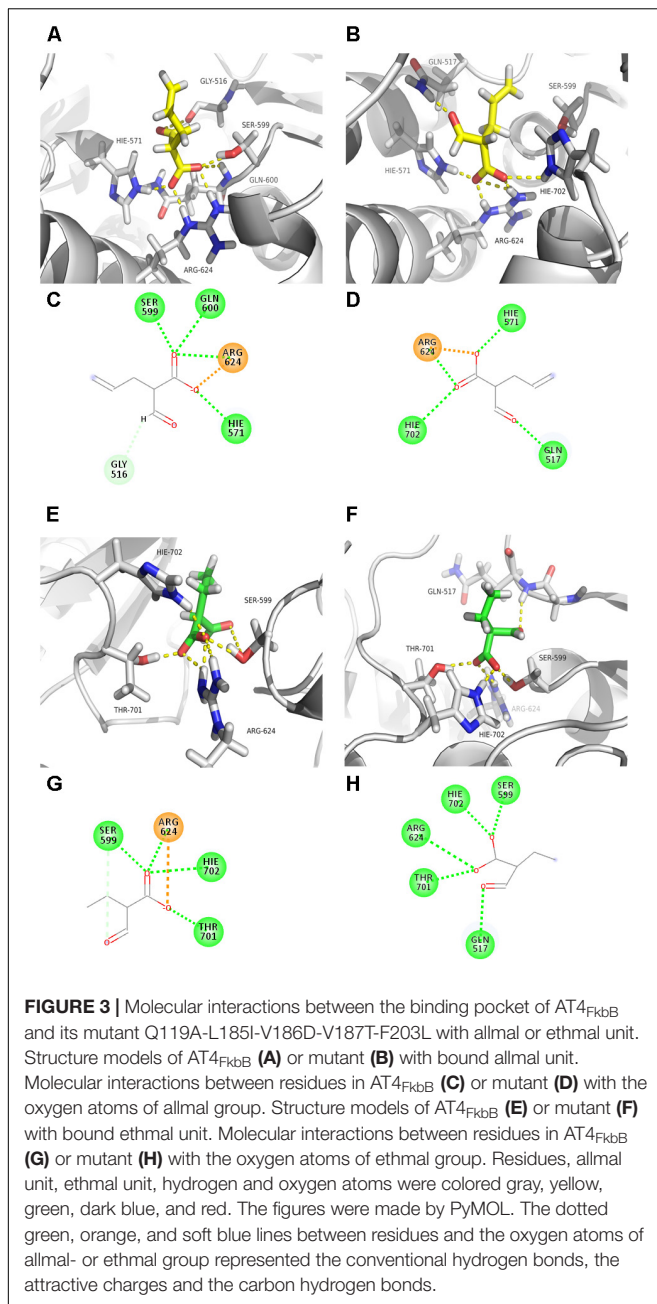 A
B
GLY-516
HIE-571
SER-599
GLN-600
ARG-624
GLN-517
SER-599
HIE-571
HIE-702
ARG-624
C
D
SER 599
GLN 600
ARG 624
HIE 571
GLY 516
H
O
O
O
HIE 571
ARG 624
HIE 702
GLN 517
O
O
O
E
F
HIE-702
SER-599
THR-701
ARG-624
GLN-517
THR-701
SER-599
ARG-624
HIE-702
G
H
SER 599
ARG 624
HIE 702
THR 701
O
O
O
HIE 702
SER 599
ARG 624
THR 701
GLN 517
O
O
O
FIGURE 3 | Molecular interactions between the binding pocket of AT4FkbB
and its mutant Q119A-L185I-V186D-V187T-F203L with allmal or ethmal unit.
Structure models of AT4FkbB (A) or mutant (B) with bound allmal unit.
Molecular interactions between residues in AT4FkbB (C) or mutant (D) with the
oxygen atoms of allmal group. Structure models of AT4FkbB (E) or mutant (F)
with bound ethmal unit. Molecular interactions between residues in AT4FkbB
(G) or mutant (H) with the oxygen atoms of ethmal group. Residues, allmal
unit, ethmal unit, hydrogen and oxygen atoms were colored gray, yellow,
green, dark blue, and red. The figures were made by PyMOL. The dotted
green, orange, and soft blue lines between residues and the oxygen atoms of
allmal- or ethmal group represented the conventional hydrogen bonds, the
attractive charges and the carbon hydrogen bonds.